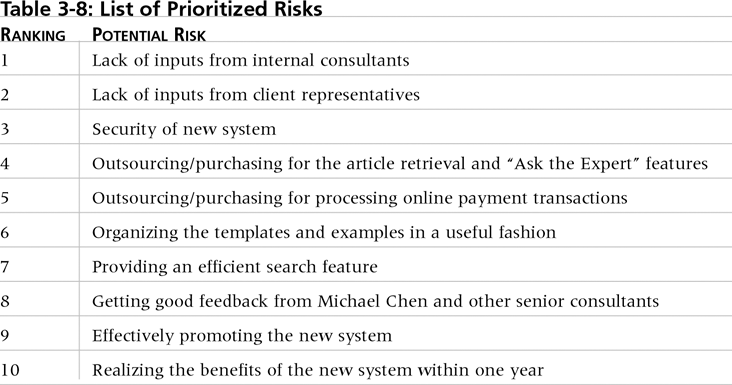 Table 3-8: List of Prioritized Risks
RANKING POTENTIAL RISK
1 Lack of inputs from internal consultants
2 Lack of inputs from client representatives
3 Security of new system
4 Outsourcing/purchasing for the article retrieval and “Ask the Expert” features
5 Outsourcing/purchasing for processing online payment transactions
6 Organizing the templates and examples in a useful fashion
7 Providing an efficient search feature
8 Getting good feedback from Michael Chen and other senior consultants
9 Effectively promoting the new system
10 Realizing the benefits of the new system within one year